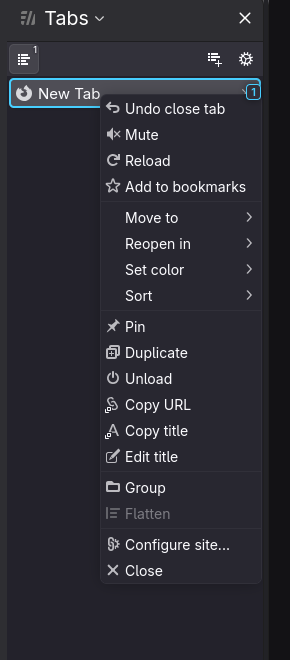 Tabs
1
New Tab
1
Undo close tab
Mute
Reload
Add to bookmarks
Move to
Reopen in
Set color
Sort
Pin
Duplicate
Unload
Copy URL
Copy title
Edit title
Group
Flatten
Configure site...
Close